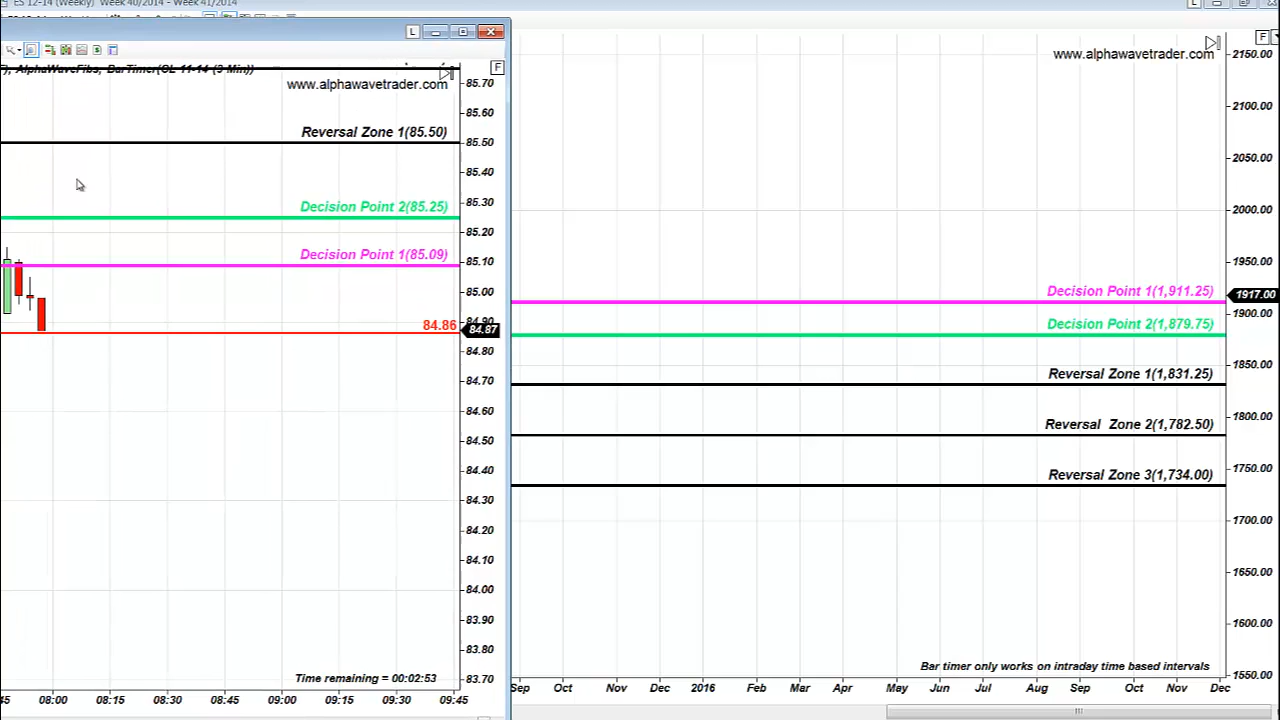 ES 12-14 (Weekly) Week 40/2014 - Week 41/2014
L
L
F
F
), AlphaWaveFibs, BarTimer(CL 11-14 (3 Min))
www.alphawavetrader.com
Reversal Zone 1(85.50)
Decision Point 2(85.25)
Decision Point 1(85.09)
84.86
84.87
85.70
85.60
85.50
85.40
85.30
85.20
85.10
85.00
84.90
84.80
84.70
84.60
84.50
84.40
84.30
84.20
84.10
84.00
83.90
83.80
83.70
Time remaining = 00:02:53
45 08:00 08:15 08:30 08:45 09:00 09:15 09:30 09:45
www.alphawavetrader.com
Decision Point 1(1,911.25)
Decision Point 2(1,879.75)
Reversal Zone 1(1,831.25)
Reversal Zone 2(1,782.50)
Reversal Zone 3(1,734.00)
2150.00
2100.00
2050.00
2000.00
1950.00
1917.00
1900.00
1850.00
1800.00
1750.00
1700.00
1650.00
1600.00
1550.00
Bar timer only works on intraday time based intervals
Sep Oct Nov Dec 2016 Feb Mar Apr May Jun Jul Aug Sep Oct Nov Dec